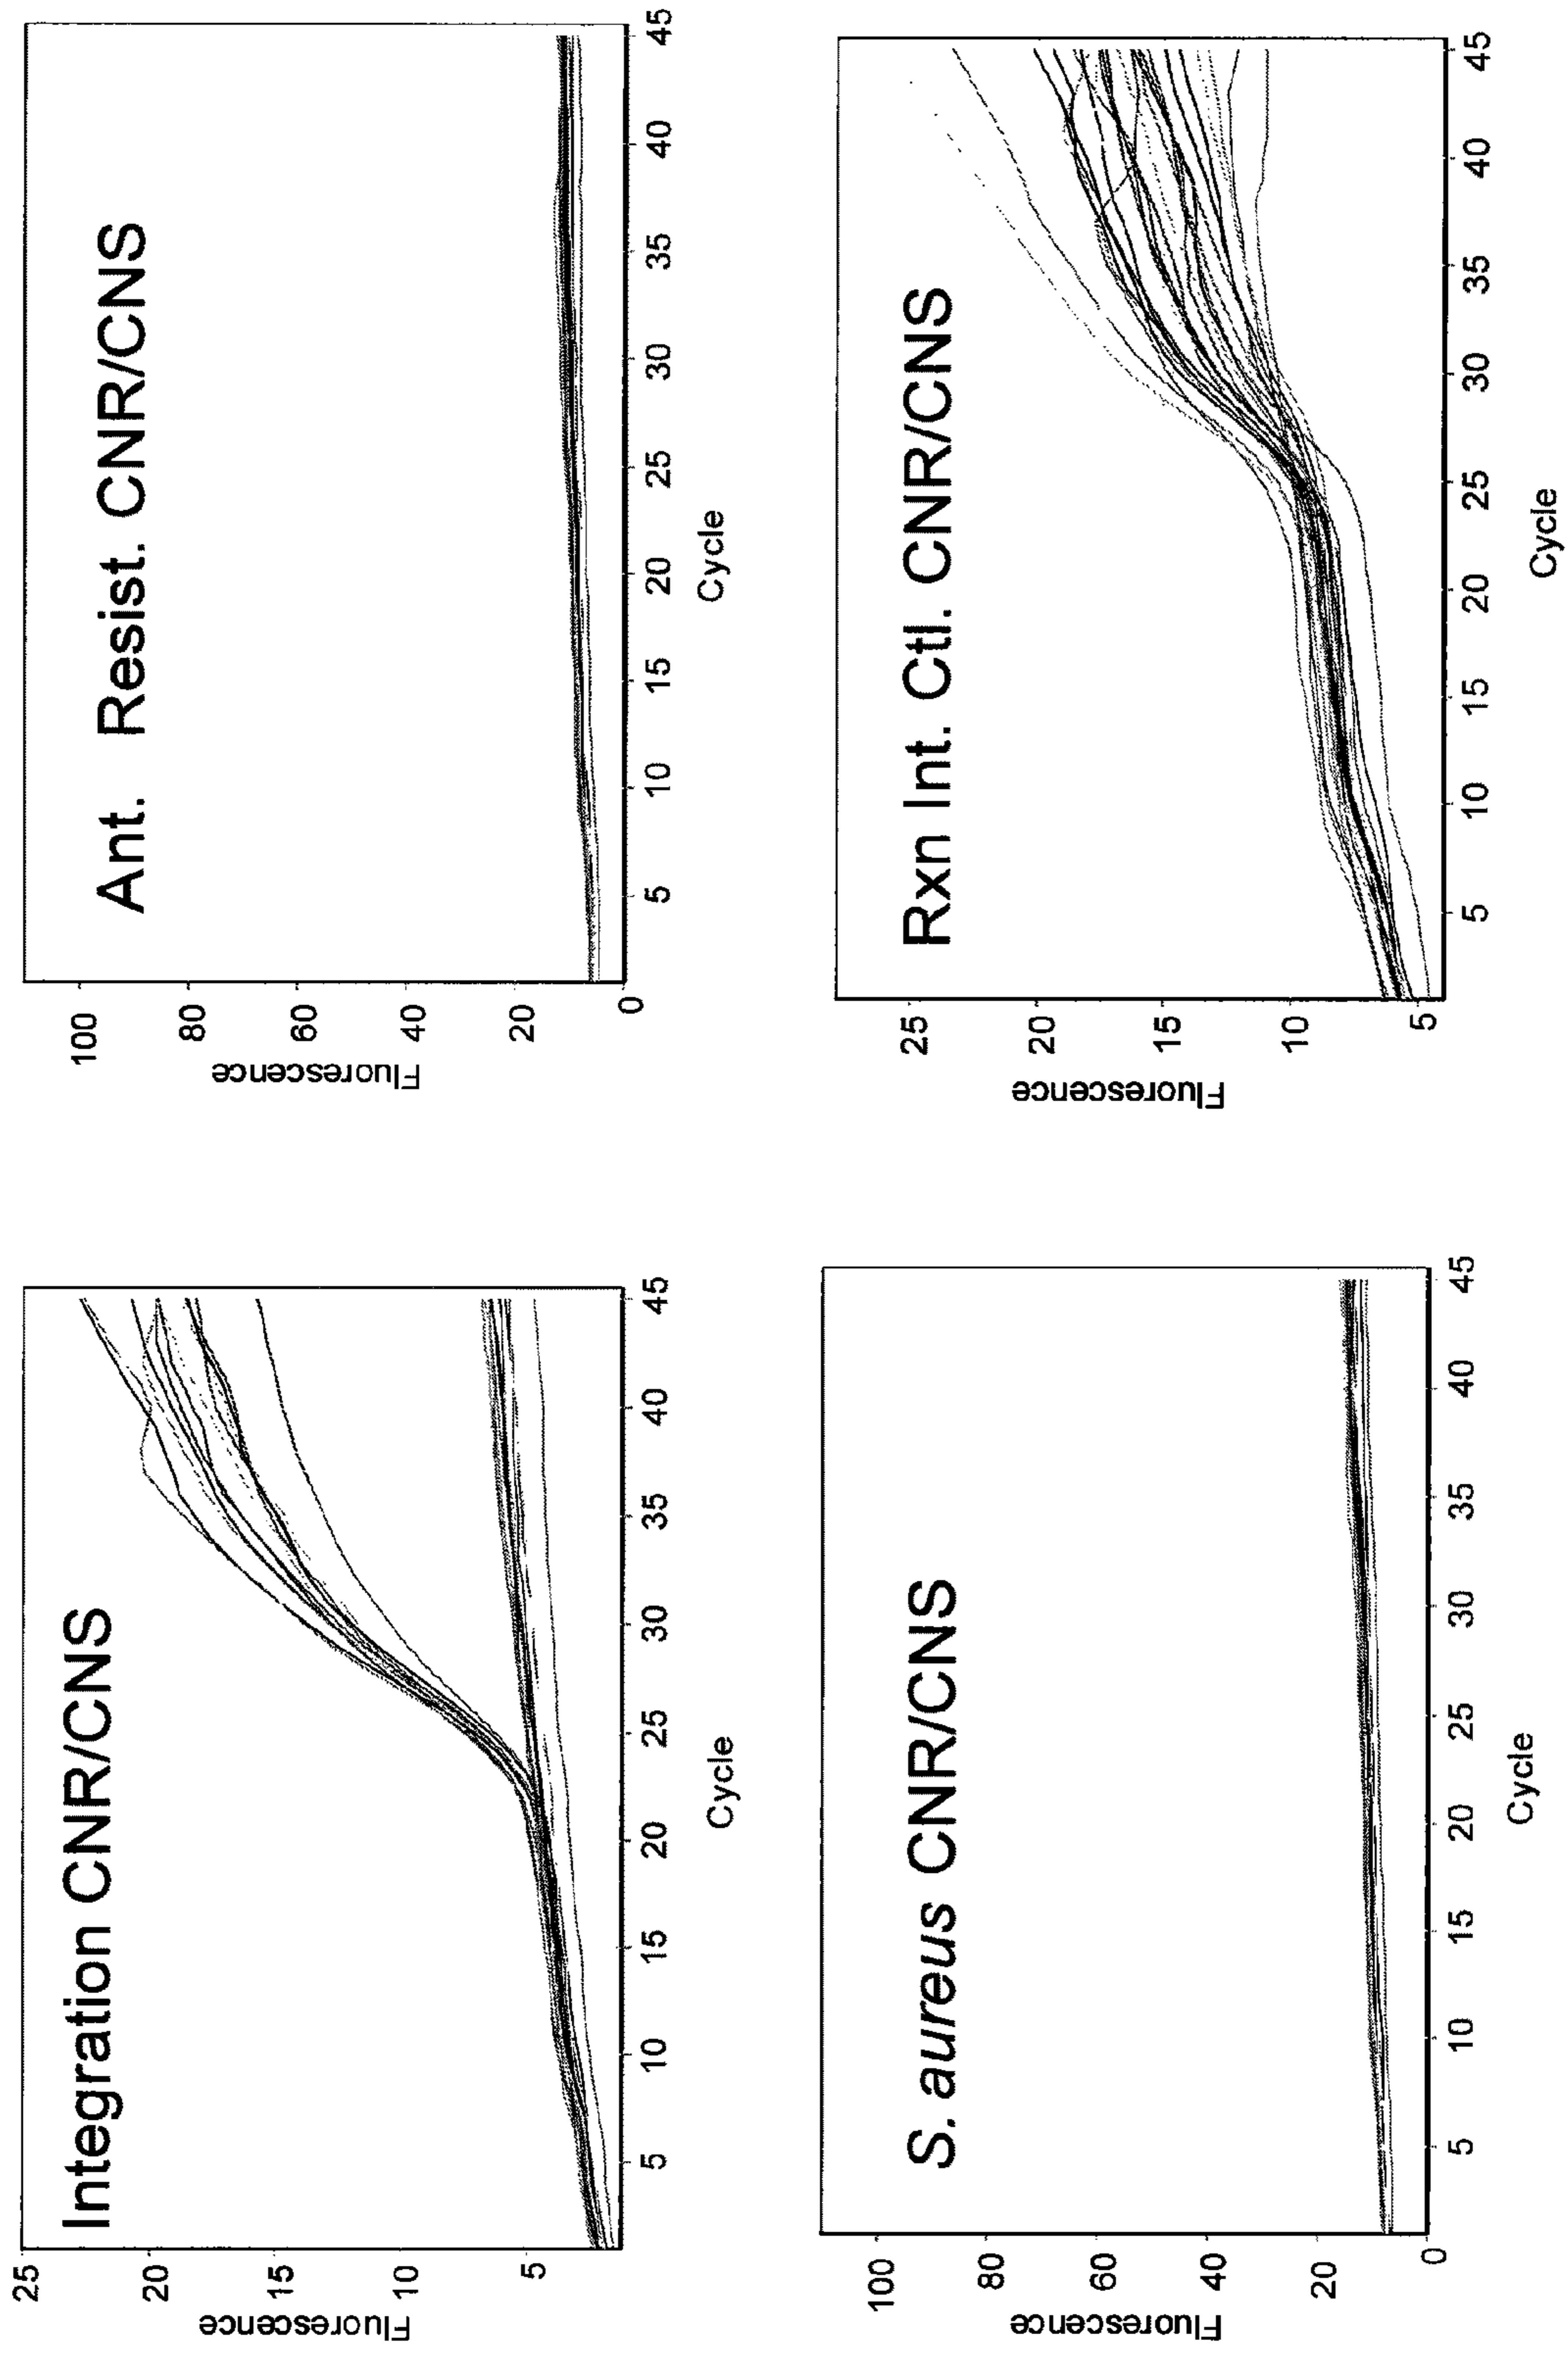 Integration CNR/CNS
Fluorescence
25
20
15
10
5
5 10 15 20 25 30 35 40 45
Cycle
Ant. Resist. CNR/CNS
Fluorescence
100
80
60
40
20
0
5 10 15 20 25 30 35 40 45
Cycle
S. aureus CNR/CNS
Fluorescence
100
80
60
40
20
0
5 10 15 20 25 30 35 40 45
Cycle
Rxn Int. Ctl. CNR/CNS
Fluorescence
25
20
15
10
5
5 10 15 20 25 30 35 40 45
Cycle